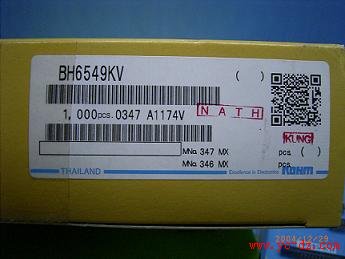 BH6549KV ( )
1,000pcs. 0347 A1174V NATH
KUNG
MNo. 347 MX pcs ( )
MNo. 346 MX
THAILAND Excellence in Electronics ROHM
2004/12/29